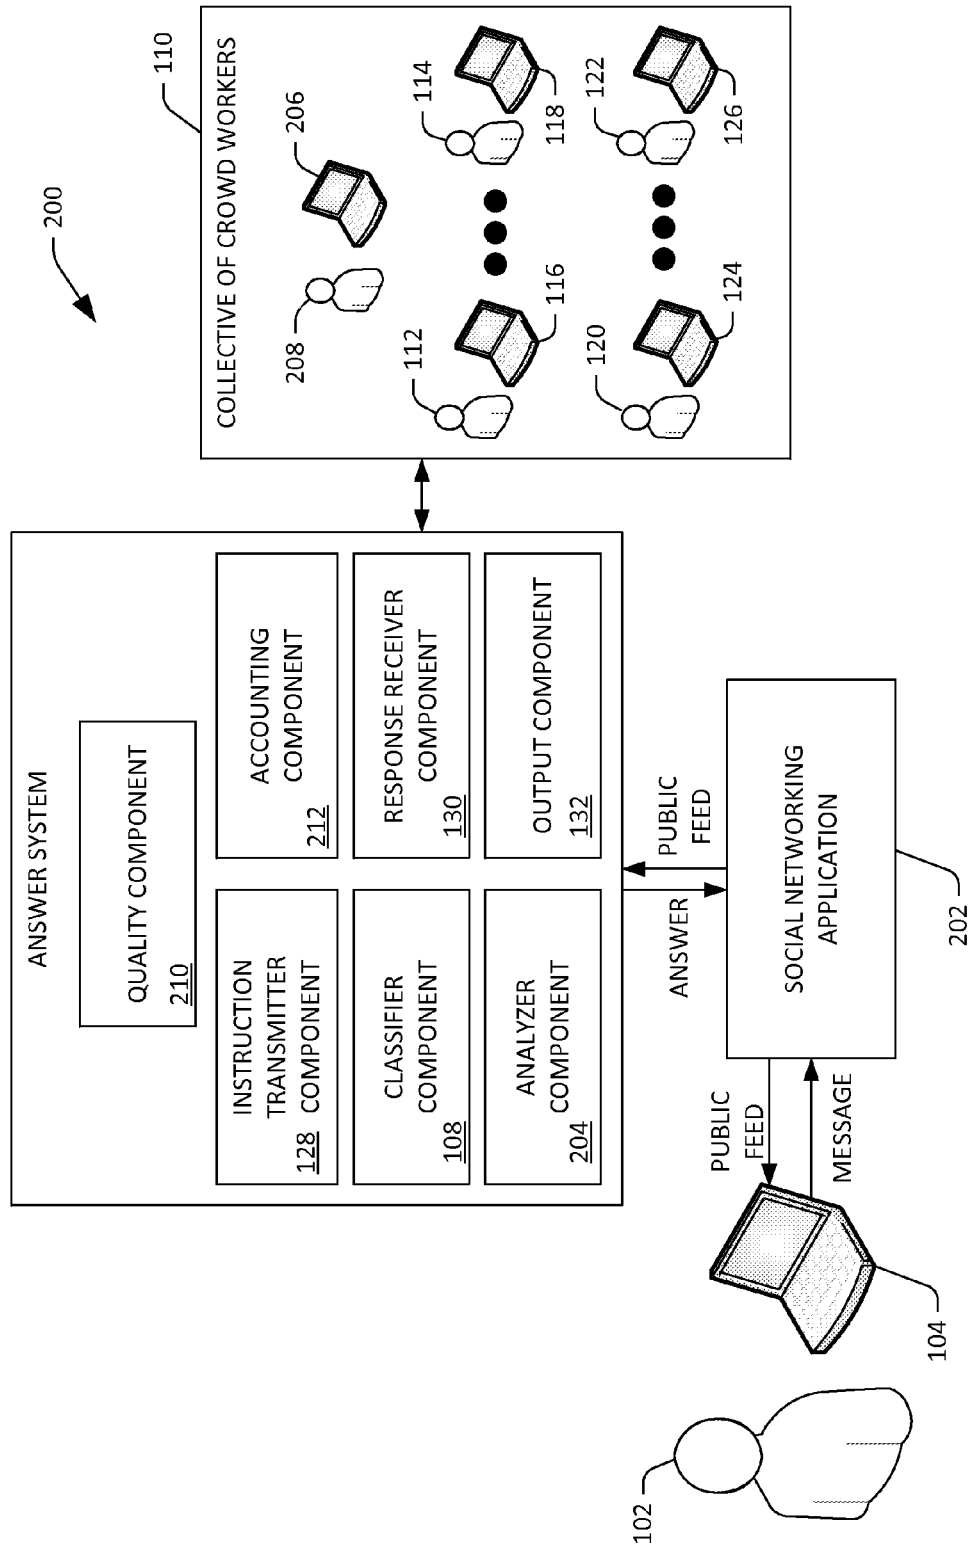 200
ANSWER SYSTEM
QUALITY COMPONENT
210
INSTRUCTION
TRANSMITTER
COMPONENT
128
ACCOUNTING
COMPONENT
212
CLASSIFIER
COMPONENT
108
RESPONSE RECEIVER
COMPONENT
130
ANALYZER
COMPONENT
204
OUTPUT COMPONENT
132
110
COLLECTIVE OF CROWD WORKERS
208
206
112
116
114
118
120
124
122
126
ANSWER
PUBLIC
FEED
102
104
PUBLIC
FEED
MESSAGE
SOCIAL NETWORKING
APPLICATION
202